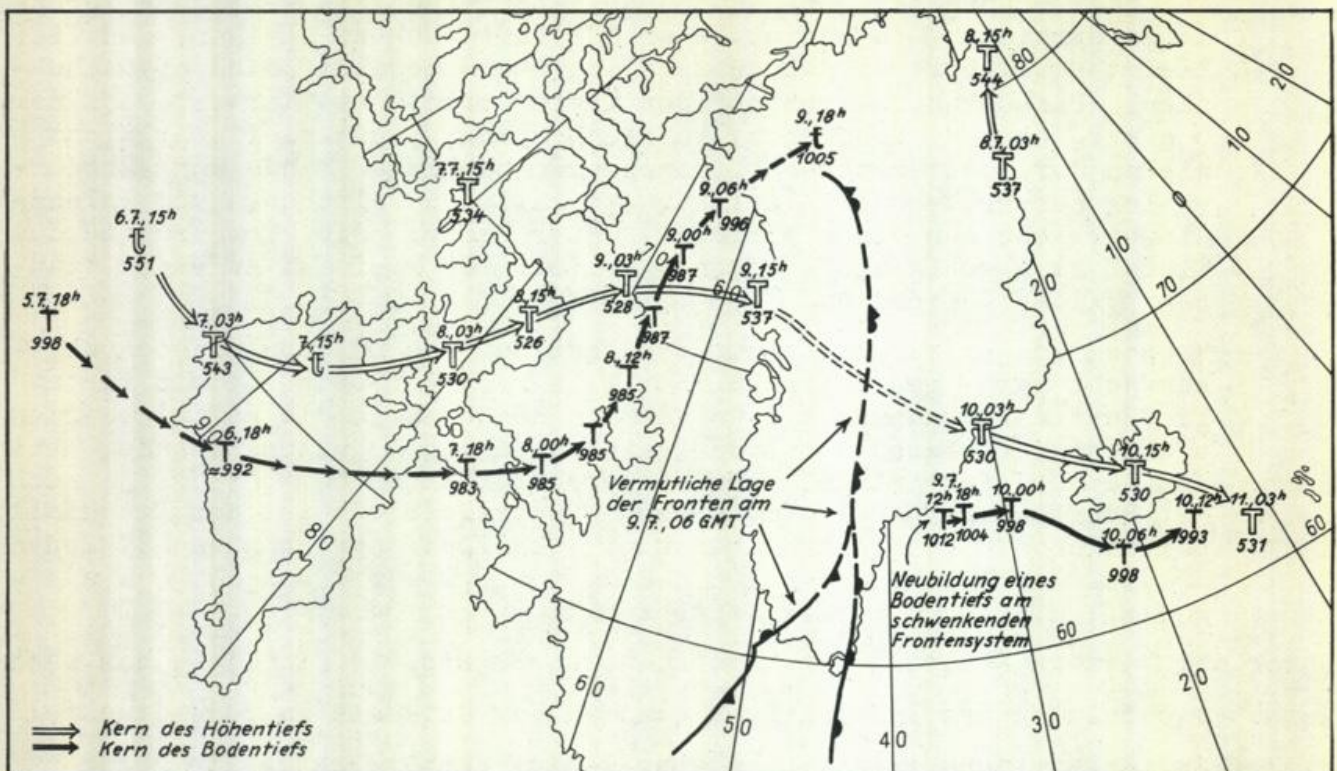 8.,15ʰ
T
544
80
20
10
0
10
20
70
8.7.,03ʰ
T
537
9.,18ʰ
t
1005
7.7.,15ʰ
T
534
6.7.,15ʰ
t
551
9.,06ʰ
T
996
9.,00ʰ
T
987
9.,03ʰ
T
528
60
9.,15ʰ
T
537
5.7.,18ʰ
T
998
7.,03ʰ
T
543
7.,15ʰ
t
8.,03ʰ
T
530
8.,15ʰ
T
526
T
987
8.,12ʰ
T
985
T
985
6.,18ʰ
T
≈992
7.,18ʰ
T
983
8.,00ʰ
T
985
10.,03ʰ
T
530
10.,15ʰ
T
530
11.,03ʰ
T
531
9.7.,
12ʰ 18ʰ
T T
1012 1004
10.,00ʰ
T
998
10.,06ʰ
T
998
10.,12ʰ
T
993
60
Vermutliche Lage
der Fronten am
9.7.,06 GMT
Neubildung eines
Bodentiefs am
schwenkenden
Frontensystem
80
60
50
40
30
20
60
Kern des Höhentiefs
Kern des Bodentiefs